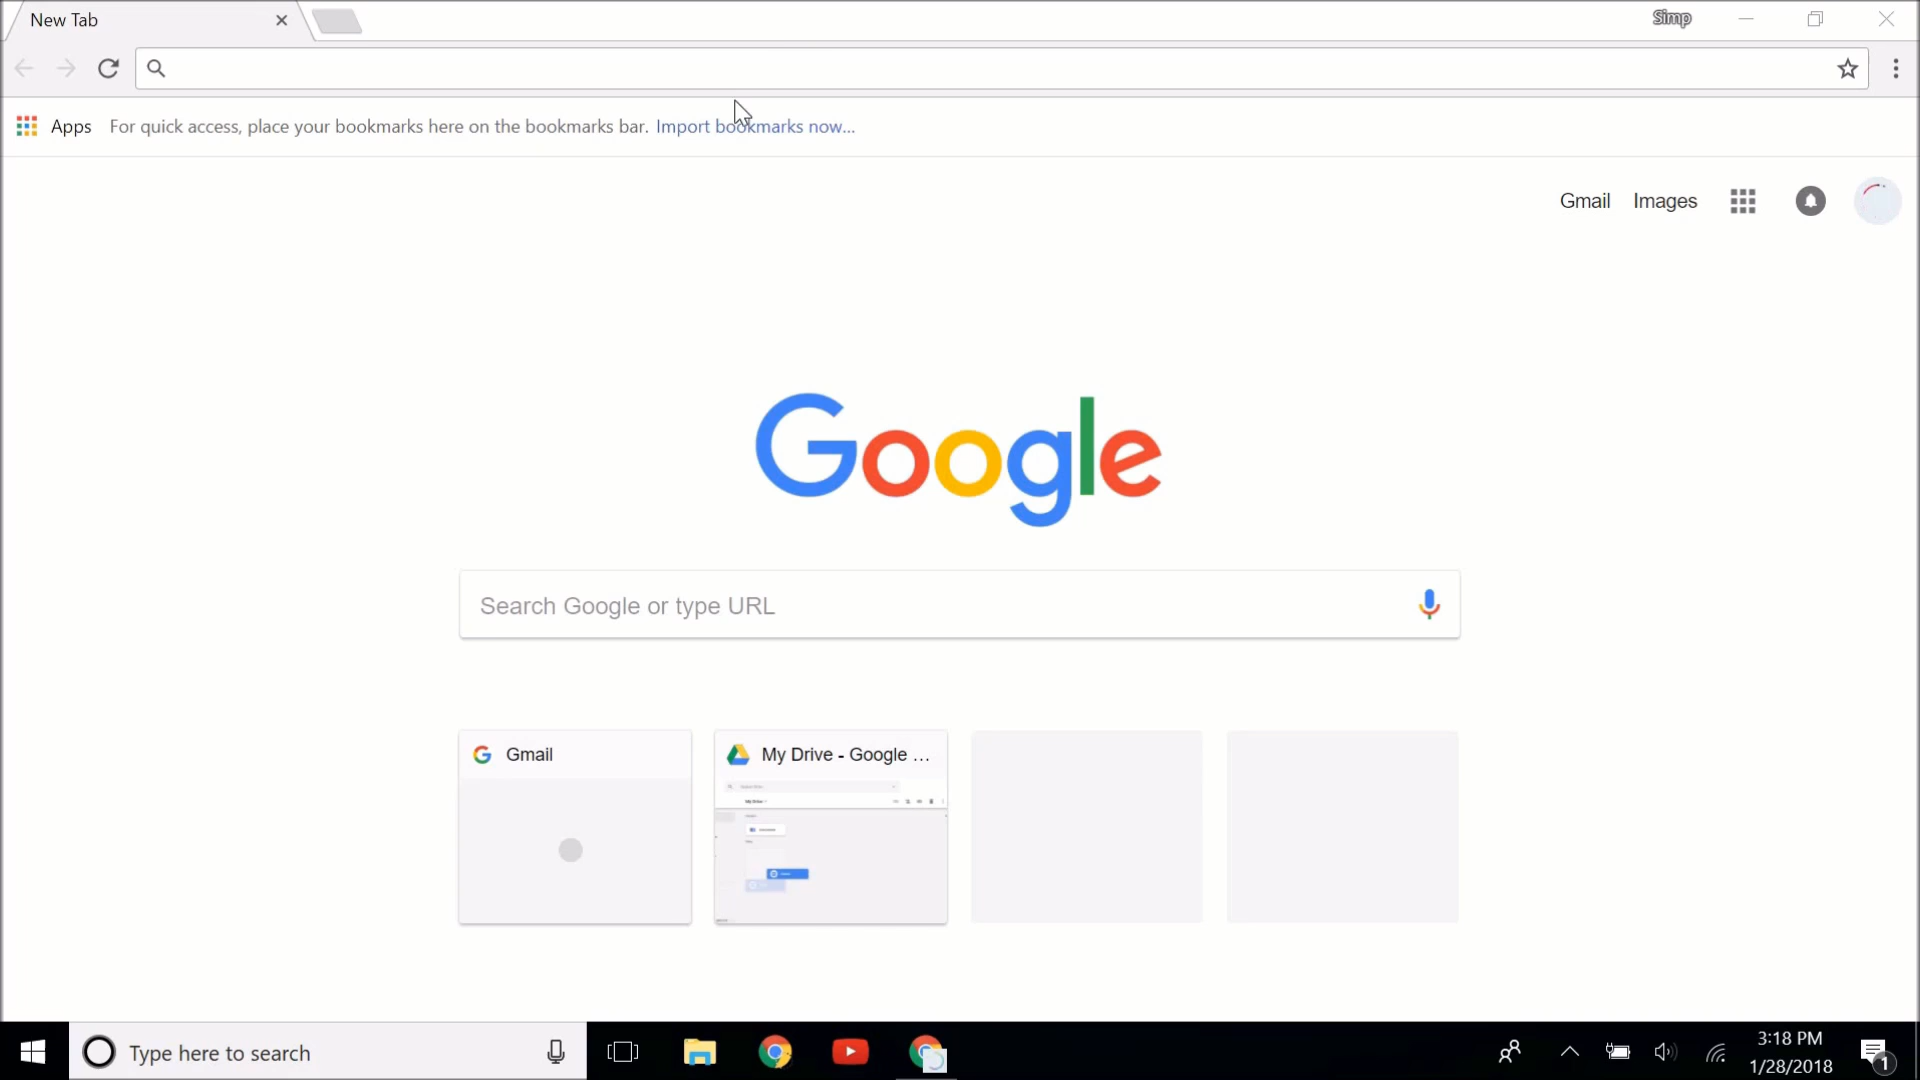 New Tab
Simp
Apps For quick access, place your bookmarks here on the bookmarks bar. Import bookmarks now...
Gmail Images
Google
Search Google or type URL
Gmail
My Drive - Google ...
Type here to search
3:18 PM
1/28/2018
1